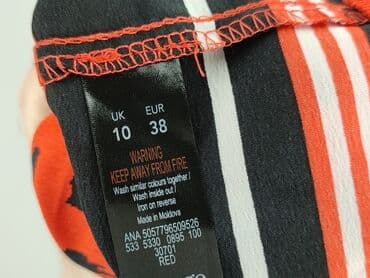 UK EUR
10 38
WARNING
KEEP AWAY FROM FIRE
Wash similar colours together /
Wash Inside out /
Iron on reverse
Made in Moldova
ANA 5057796509526
533 5330 0895 100
30701
RED